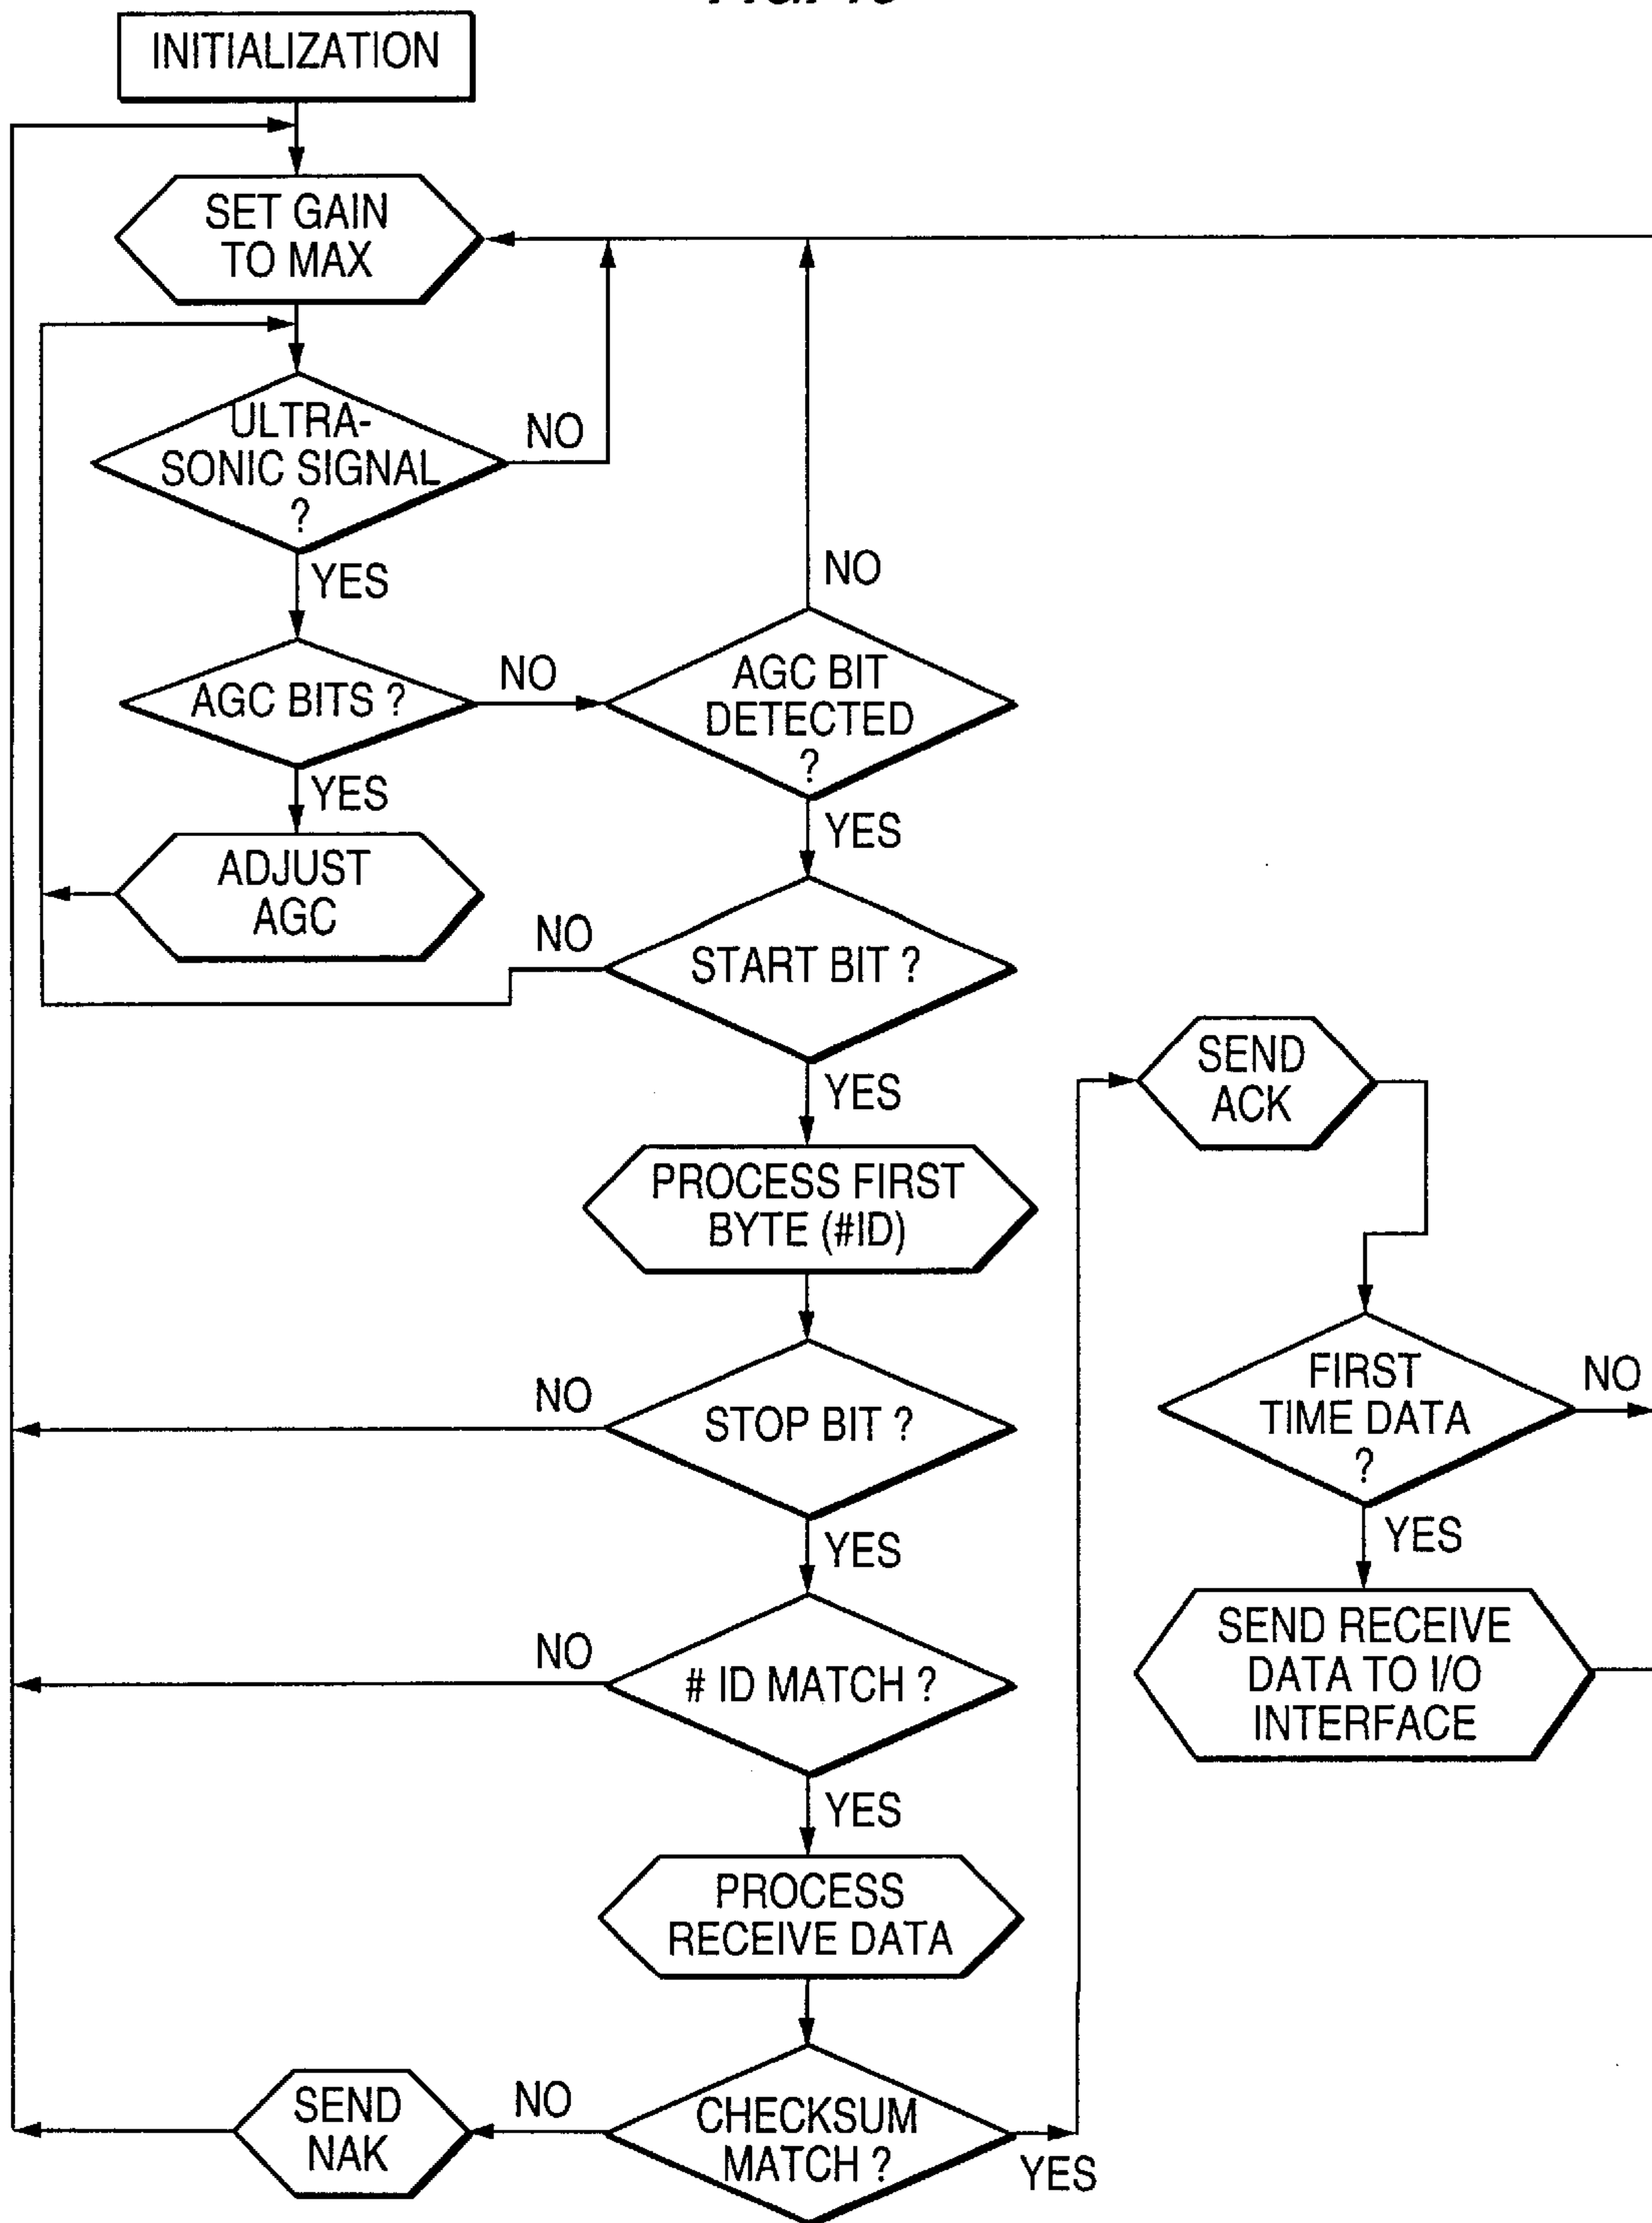 INITIALIZATION
SET GAIN
TO MAX
ULTRA-
SONIC SIGNAL
?
NO
YES
AGC BITS ?
NO
YES
ADJUST
AGC
AGC BIT
DETECTED
?
NO
YES
START BIT ?
NO
YES
PROCESS FIRST
BYTE (#ID)
STOP BIT ?
NO
YES
# ID MATCH ?
NO
YES
PROCESS
RECEIVE DATA
CHECKSUM
MATCH ?
NO
YES
SEND
NAK
SEND
ACK
FIRST
TIME DATA
?
NO
YES
SEND RECEIVE
DATA TO I/O
INTERFACE